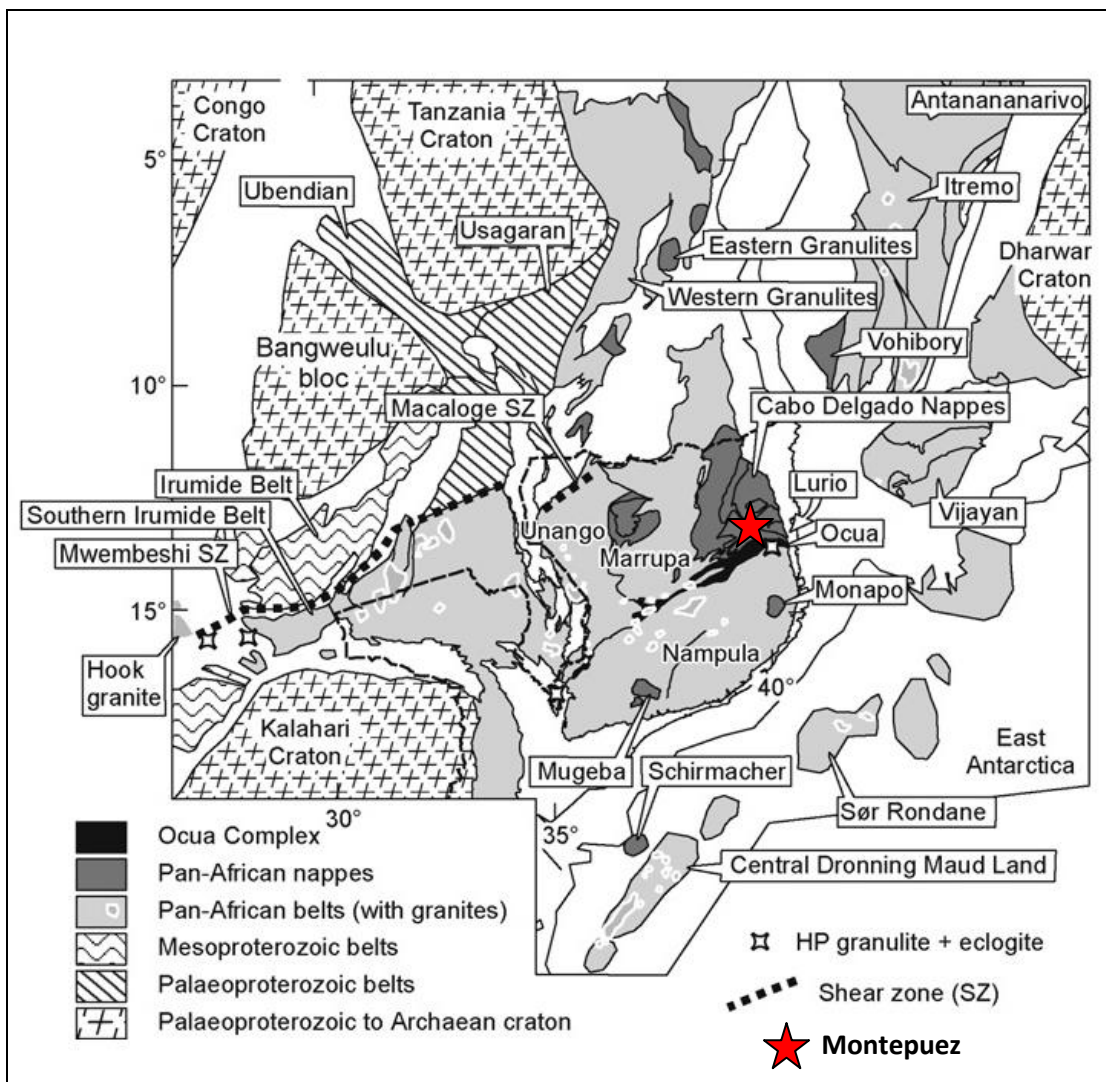 Congo
Craton
Tanzania
Craton
Antanananarivo
5°
Ubendian
Itremo
Usagaran
Eastern Granulites
Dharwar
Craton
Western Granulites
Bangweulu
bloc
Vohibory
10°
Macaloge SZ
Cabo Delgado Nappes
Irumide Belt
Lurio
Southern Irumide Belt
Unango
Ocua
Vijayan
Mwembeshi SZ
Marrupa
Monapo
15°
Nampula
Hook
granite
40°
Kalahari
Craton
East
Antarctica
Mugeba
Schirmacher
Sør Rondane
30°
35°
Central Dronning Maud Land
Ocua Complex
Pan-African nappes
Pan-African belts (with granites)
Mesoproterozoic belts
Palaeoproterozoic belts
Palaeoproterozoic to Archaean craton
HP granulite + eclogite
Shear zone (SZ)
Montepuez